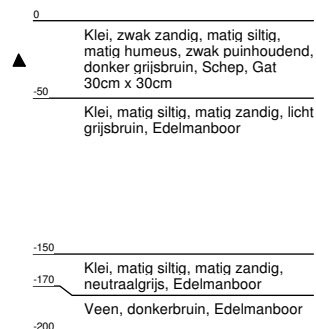 0
Klei, zwak zandig, matig siltig,
matig humeus, zwak puinhoudend,
donker grijsbruin, Schep, Gat
30cm x 30cm
-50
Klei, matig siltig, matig zandig, licht
grijsbruin, Edelmanboor
-150
Klei, matig siltig, matig zandig,
neutraalgrijs, Edelmanboor
-170
Veen, donkerbruin, Edelmanboor
-200